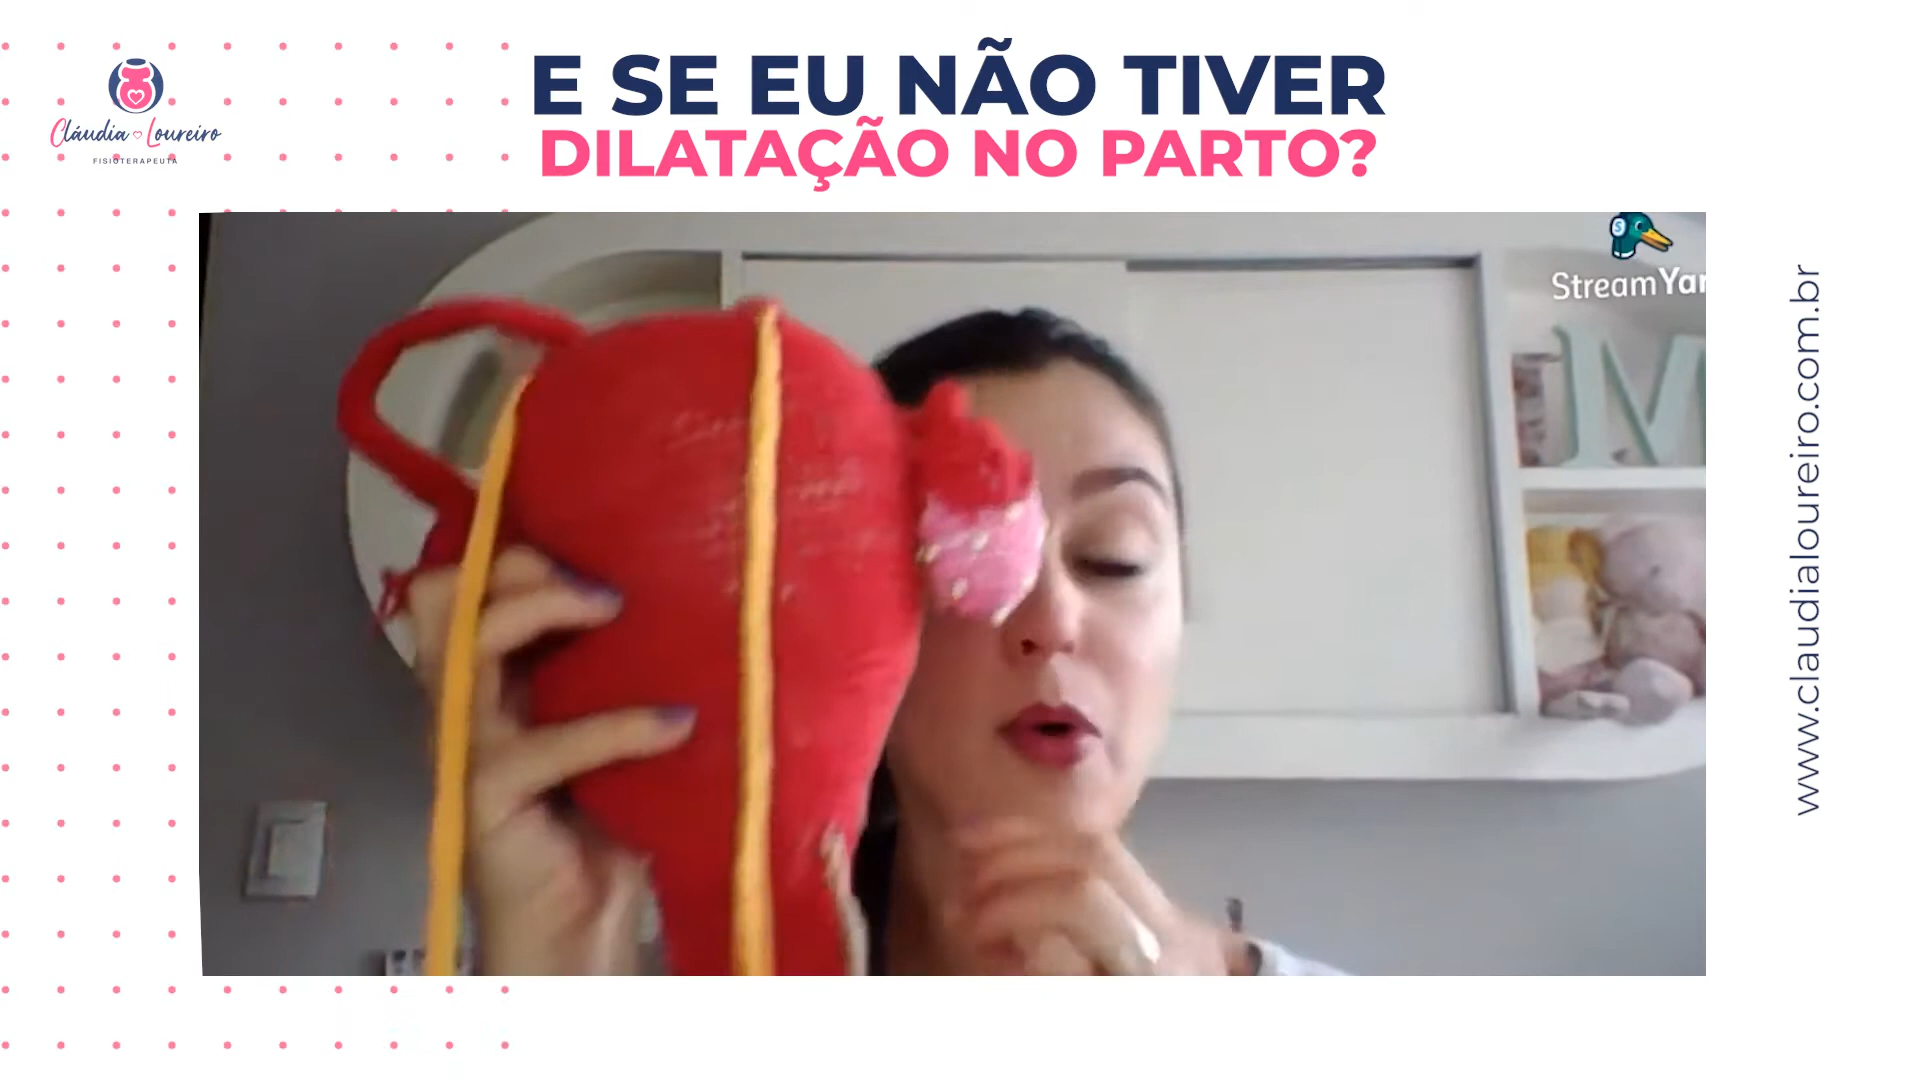 E SE EU NÃO TIVER
DILATAÇÃO NO PARTO?
Cláudia Loureiro
FISIOTERAPEUTA
StreamYar
M
www.claudialoureiro.com.br